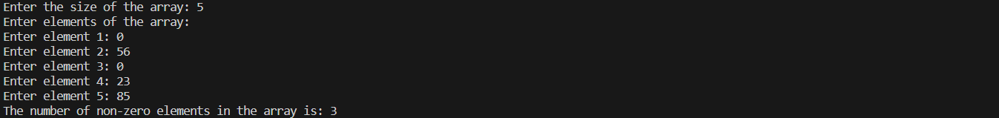 Enter the size of the array: 5
Enter elements of the array:
Enter element 1: 0
Enter element 2: 56
Enter element 3: 0
Enter element 4: 23
Enter element 5: 85
The number of non-zero elements in the array is: 3